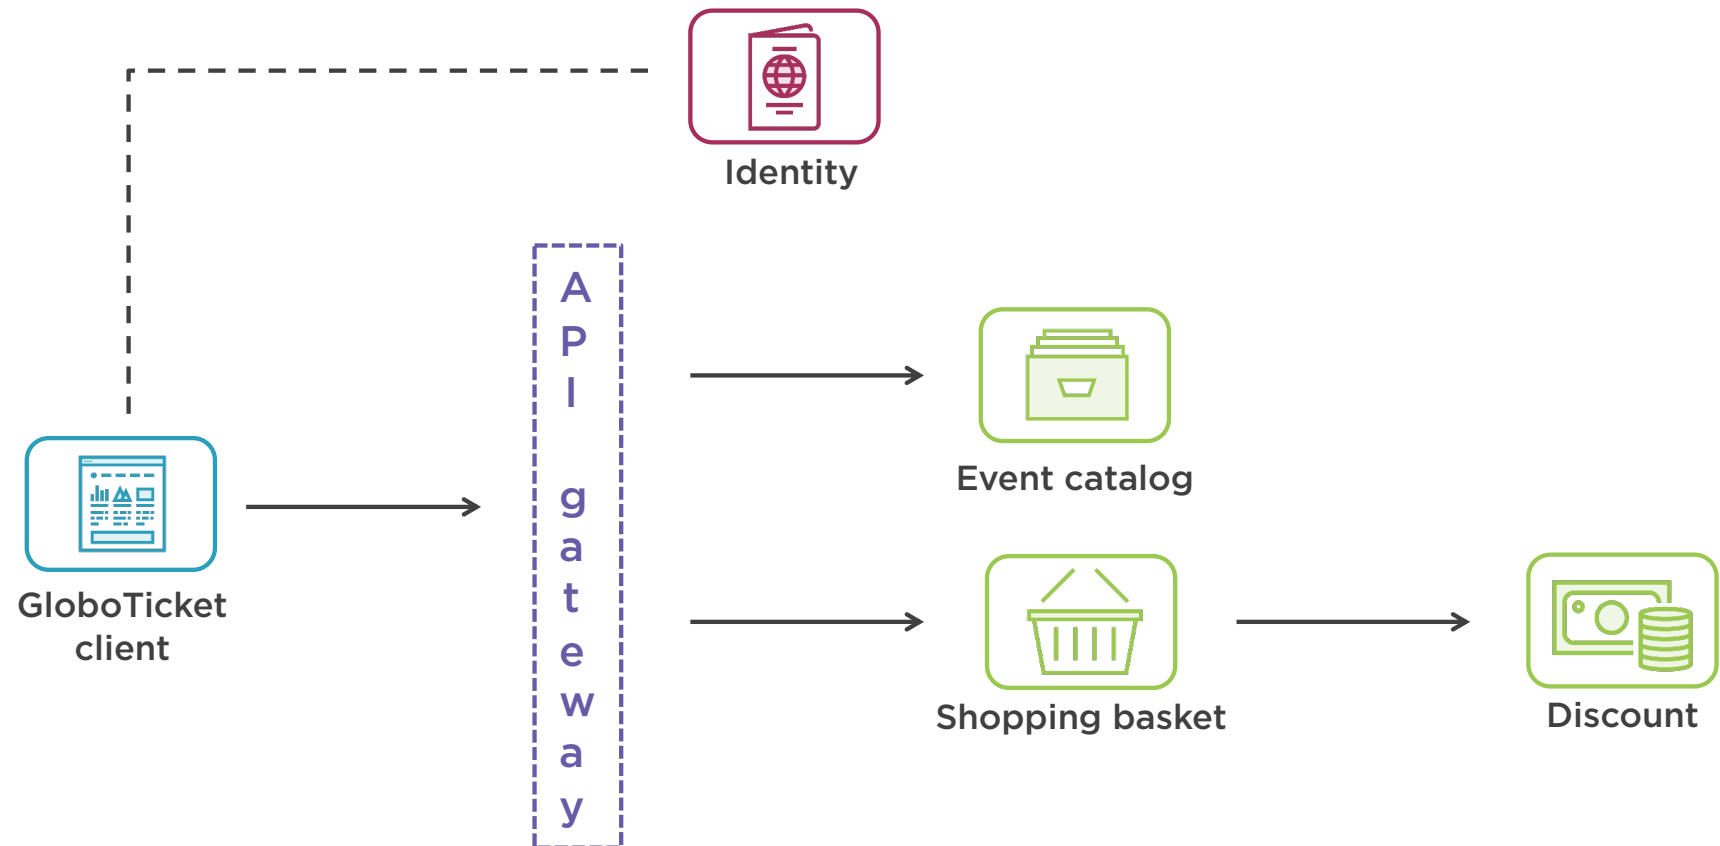 Identity
API gateway
Event catalog
GloboTicket
client
Shopping basket
Discount